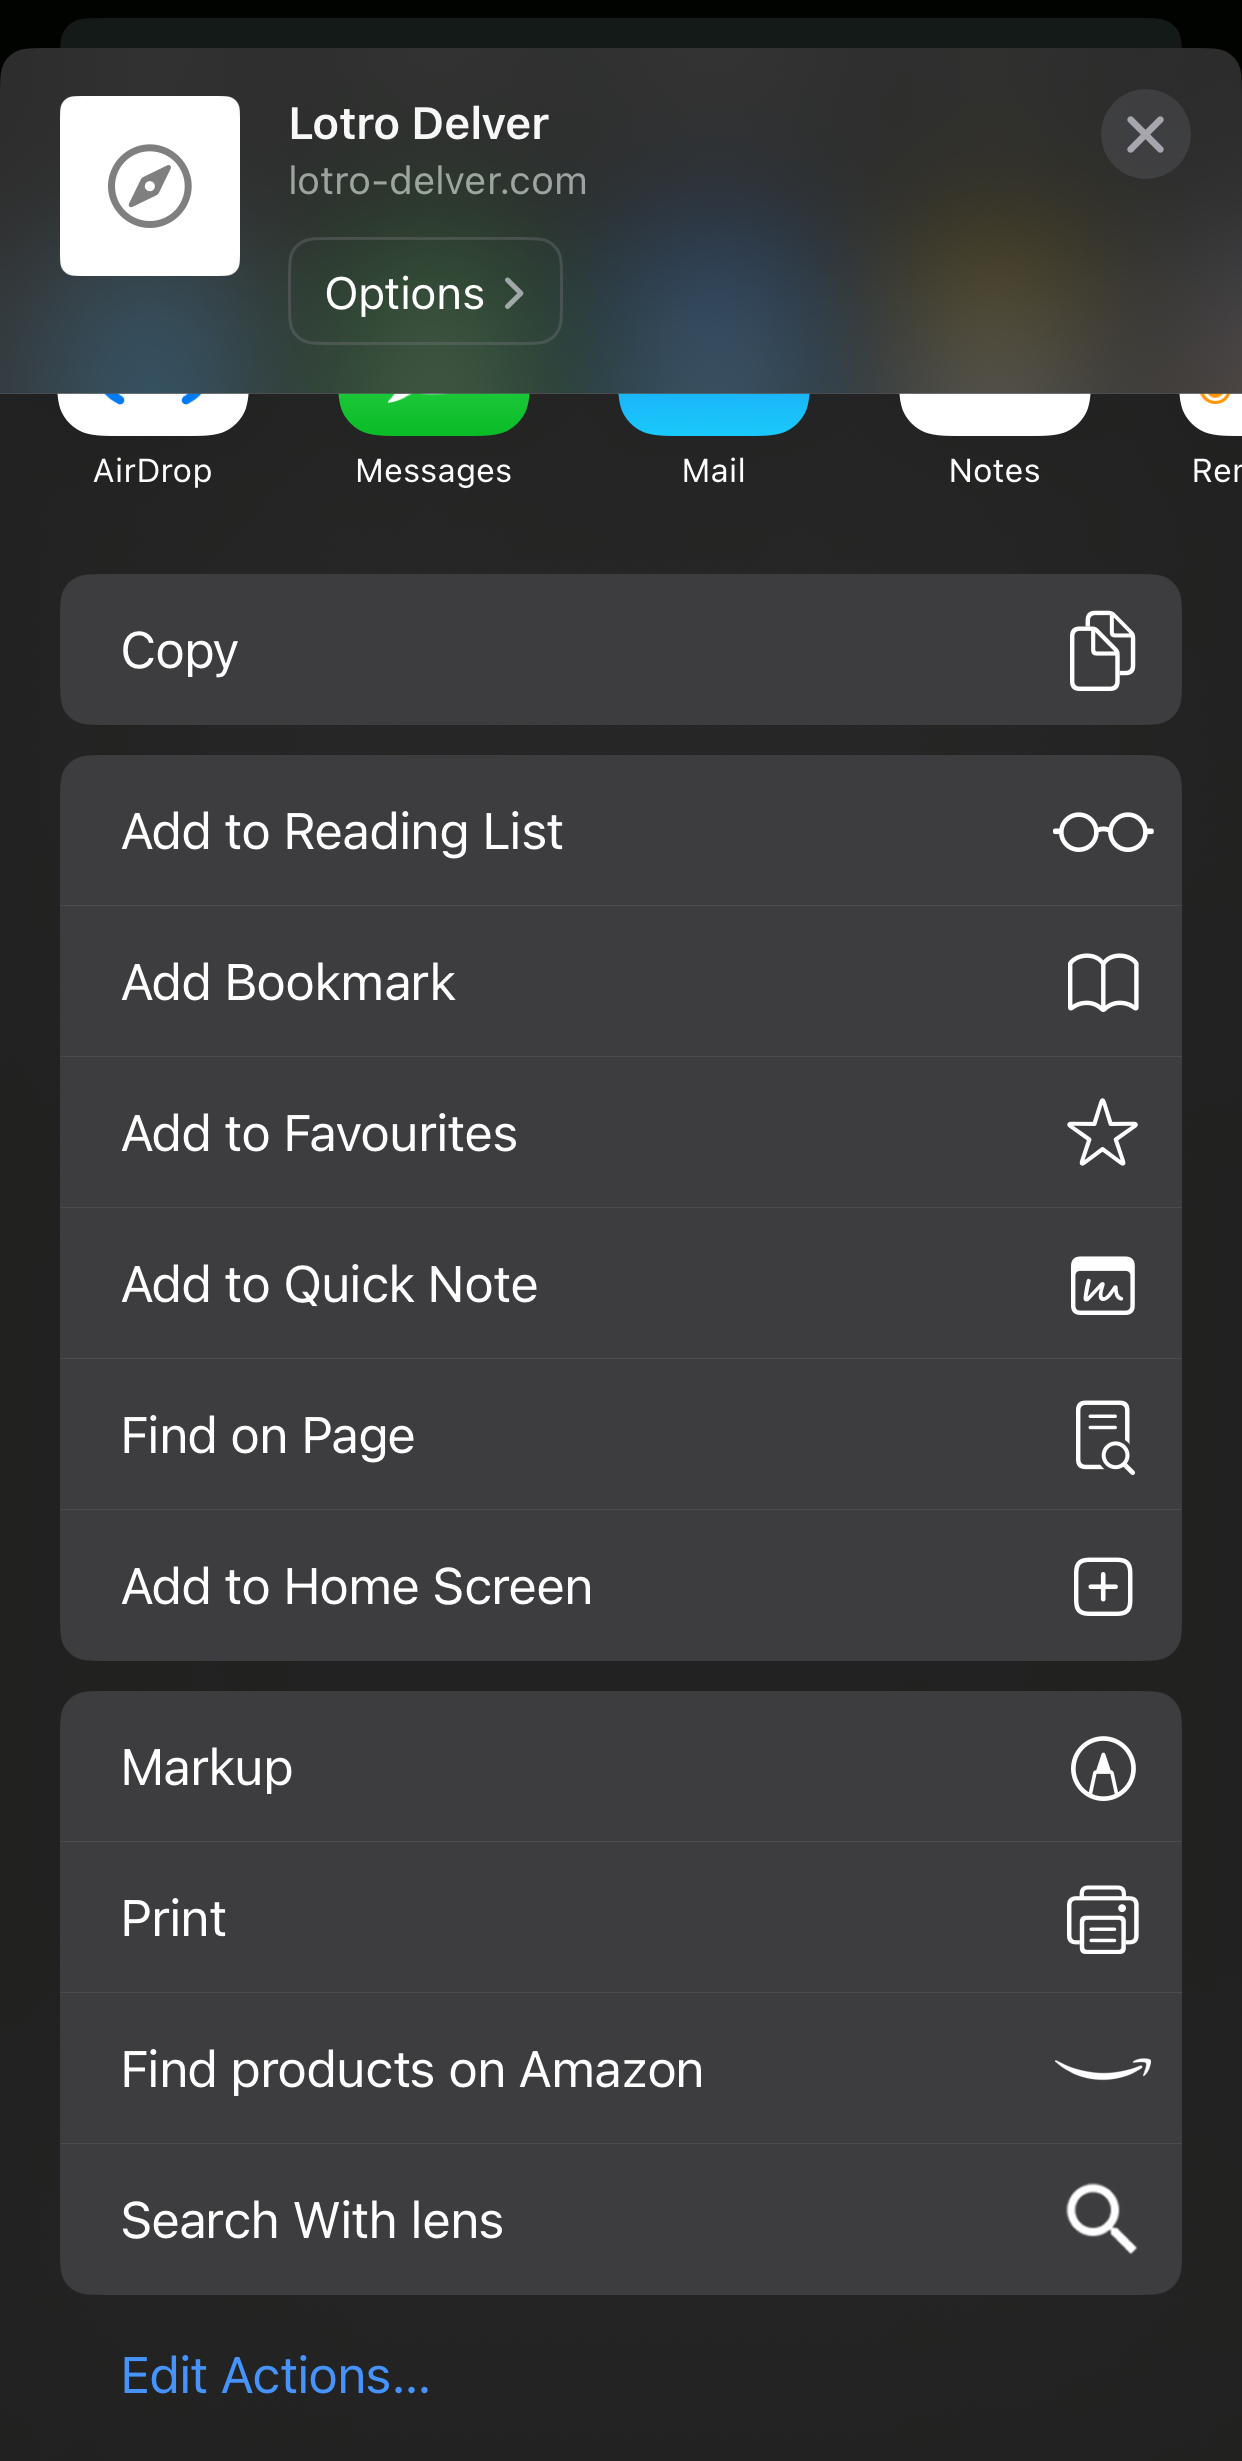 Lotro Delver
lotro-delver.com
Options
AirDrop
Messages
Mail
Notes
Copy
Add to Reading List
Add Bookmark
Add to Favourites
Add to Quick Note
Find on Page
Add to Home Screen
Markup
Print
Find products on Amazon
Search With lens
Edit Actions...